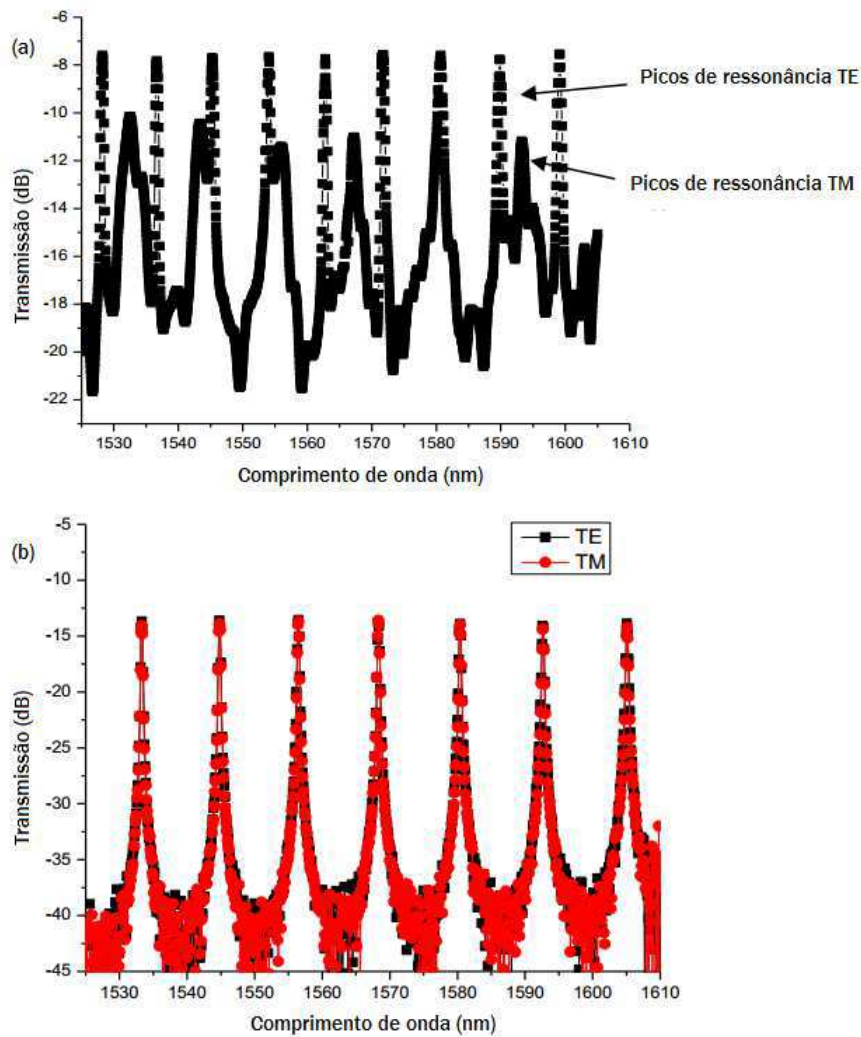 (a)
-6
-8
-10
-12
-14
-16
-18
-20
-22
Transmissão (dB)
Picos de ressonância TE
Picos de ressonância TM
1530 1540 1550 1560 1570 1580 1590 1600 1610
Comprimento de onda (nm)
(b)
-5
-10
-15
-20
-25
-30
-35
-40
-45
Transmissão (dB)
TE
TM
1530 1540 1550 1560 1570 1580 1590 1600 1610
Comprimento de onda (nm)